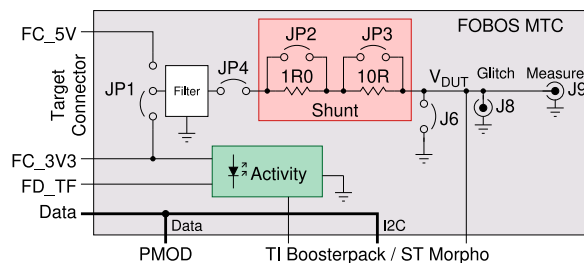 FOBOS MTC
FC_5V
JP2
JP3
JP4
JP1
Filter
1R0
10R
Shunt
VDUT
Glitch
Measure
J9
J8
J6
Target
Connector
FC_3V3
FD_TF
Activity
Data
Data
I2C
PMOD
TI Boosterpack / ST Morpho